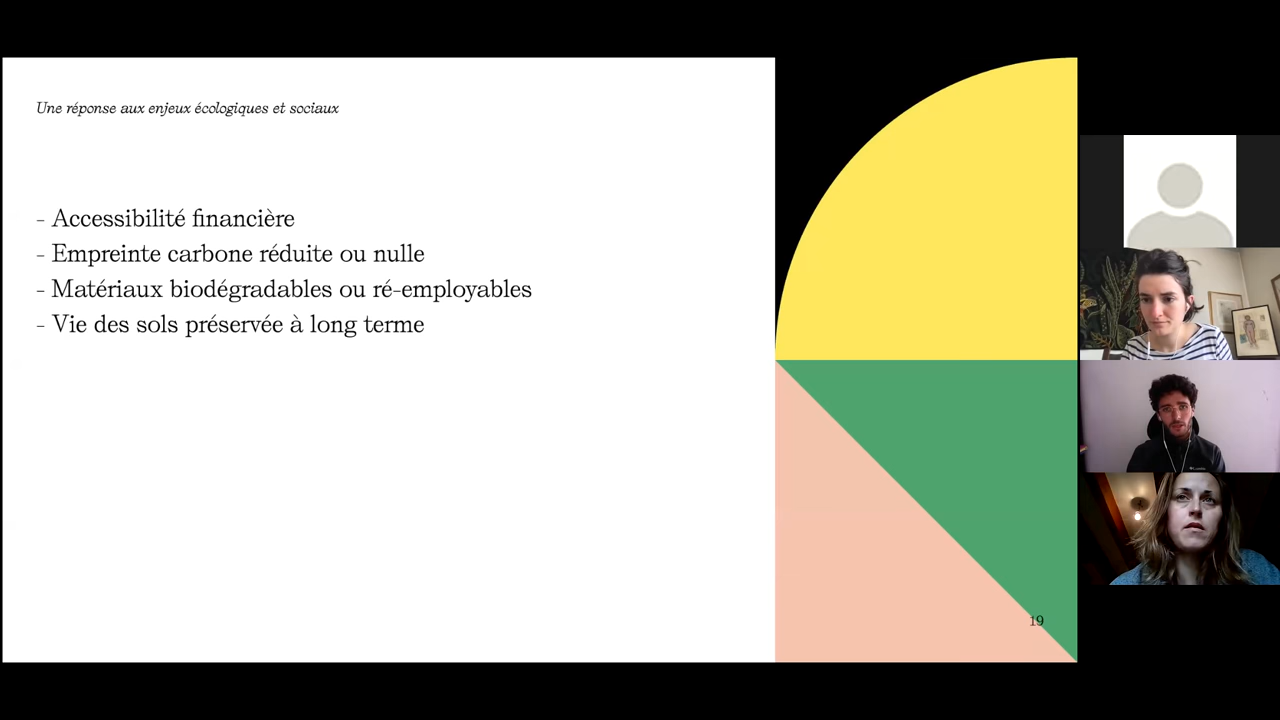 Une réponse aux enjeux écologiques et sociaux
- Accessibilité financière
- Empreinte carbone réduite ou nulle
- Matériaux biodégradables ou ré-employables
- Vie des sols préservée à long terme
19